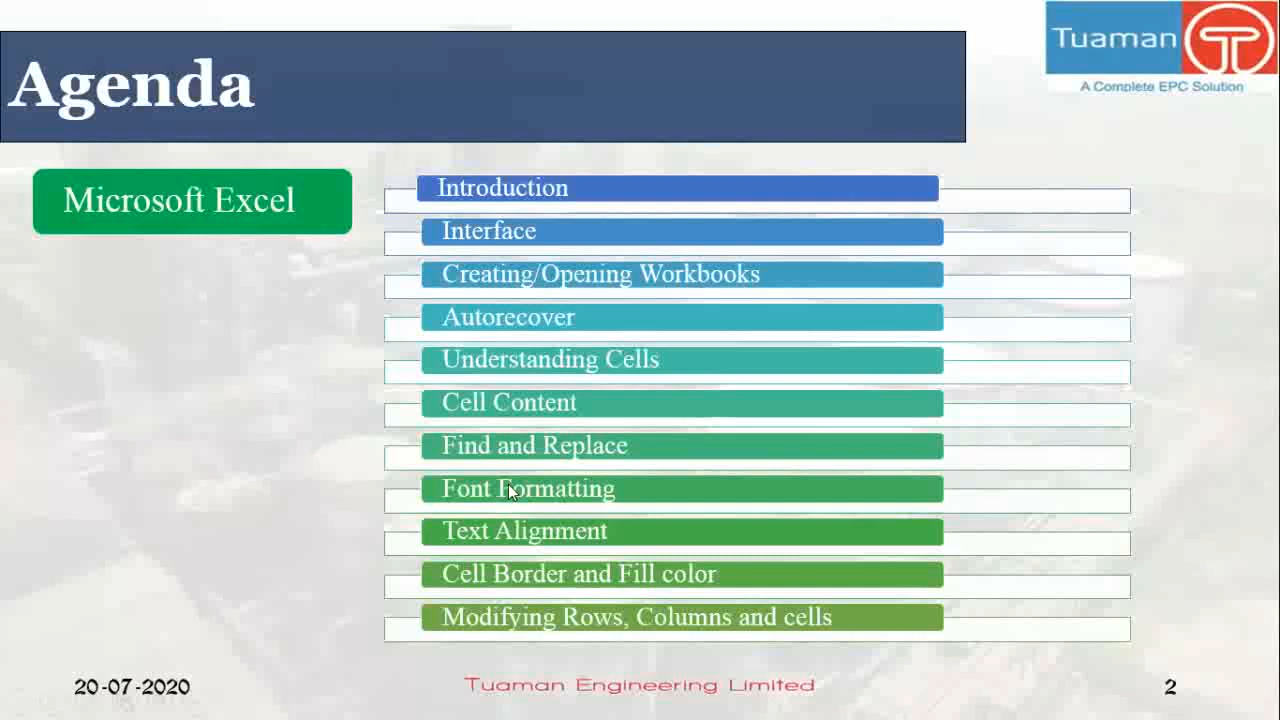 Tuaman
A Complete EPC Solution
Agenda
Microsoft Excel
Introduction
Interface
Creating/Opening Workbooks
Autorecover
Understanding Cells
Cell Content
Find and Replace
Font Formatting
Text Alignment
Cell Border and Fill color
Modifying Rows, Columns and cells
20-07-2020
Tuaman Engineering Limited
2